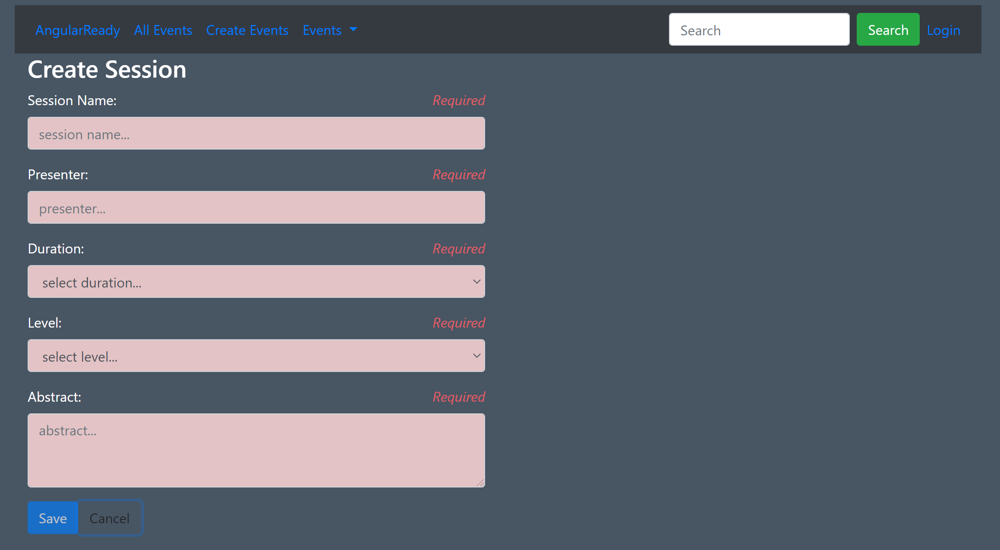 AngularReady All Events Create Events Events Search Search Login
Create Session
Session Name: Required
session name...
Presenter: Required
presenter...
Duration: Required
select duration...
Level: Required
select level...
Abstract: Required
abstract...
Save Cancel